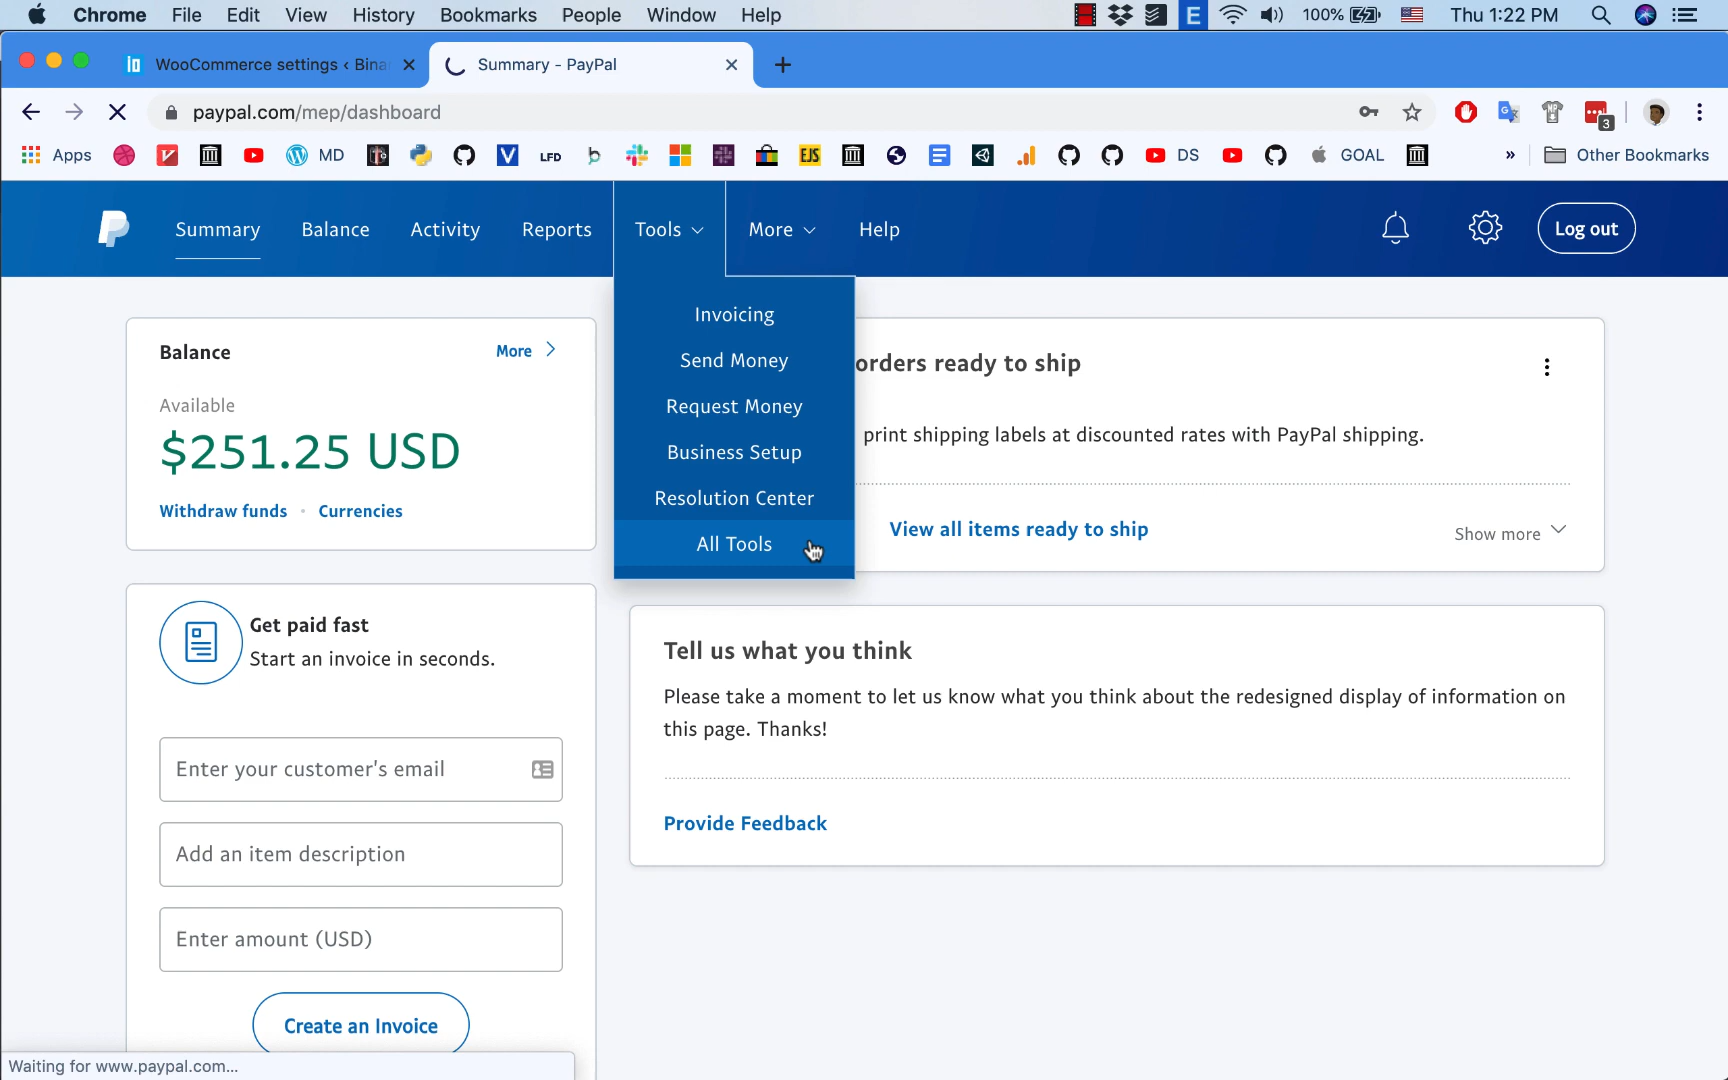 Chrome File Edit View History Bookmarks People Window Help E 100% Thu 1:22 PM
WooCommerce settings ‹ Bina
Summary - PayPal
paypal.com/mep/dashboard
3
Apps MD LFD EJS DS GOAL » Other Bookmarks
Summary Balance Activity Reports Tools More Help Log out
Invoicing
Send Money
Request Money
Business Setup
Resolution Center
All Tools
Balance More
Available
$251.25 USD
Withdraw funds • Currencies
orders ready to ship
print shipping labels at discounted rates with PayPal shipping.
View all items ready to ship Show more
Get paid fast
Start an invoice in seconds.
Enter your customer's email
Add an item description
Enter amount (USD)
Create an Invoice
Tell us what you think
Please take a moment to let us know what you think about the redesigned display of information on
this page. Thanks!
Provide Feedback
Waiting for www.paypal.com...